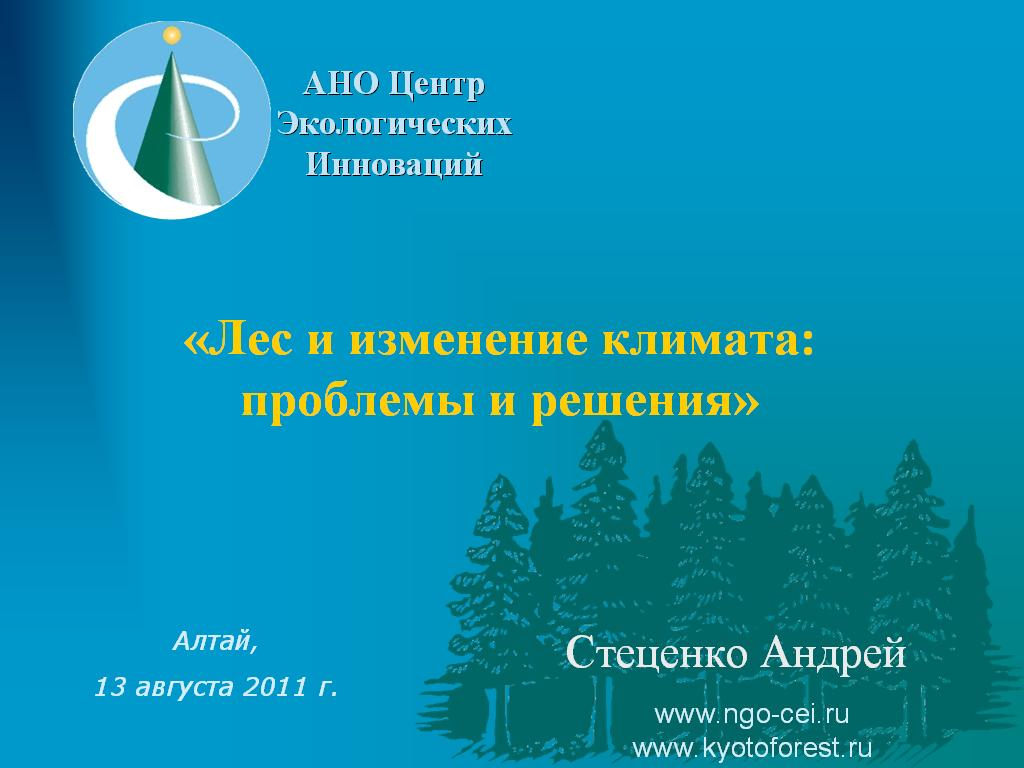 АНО Центр
Экологических
Инноваций
«Лес и изменение климата:
проблемы и решения»
Алтай,
13 августа 2011 г.
Стеценко Андрей
www.ngo-cei.ru
www.kyotoforest.ru